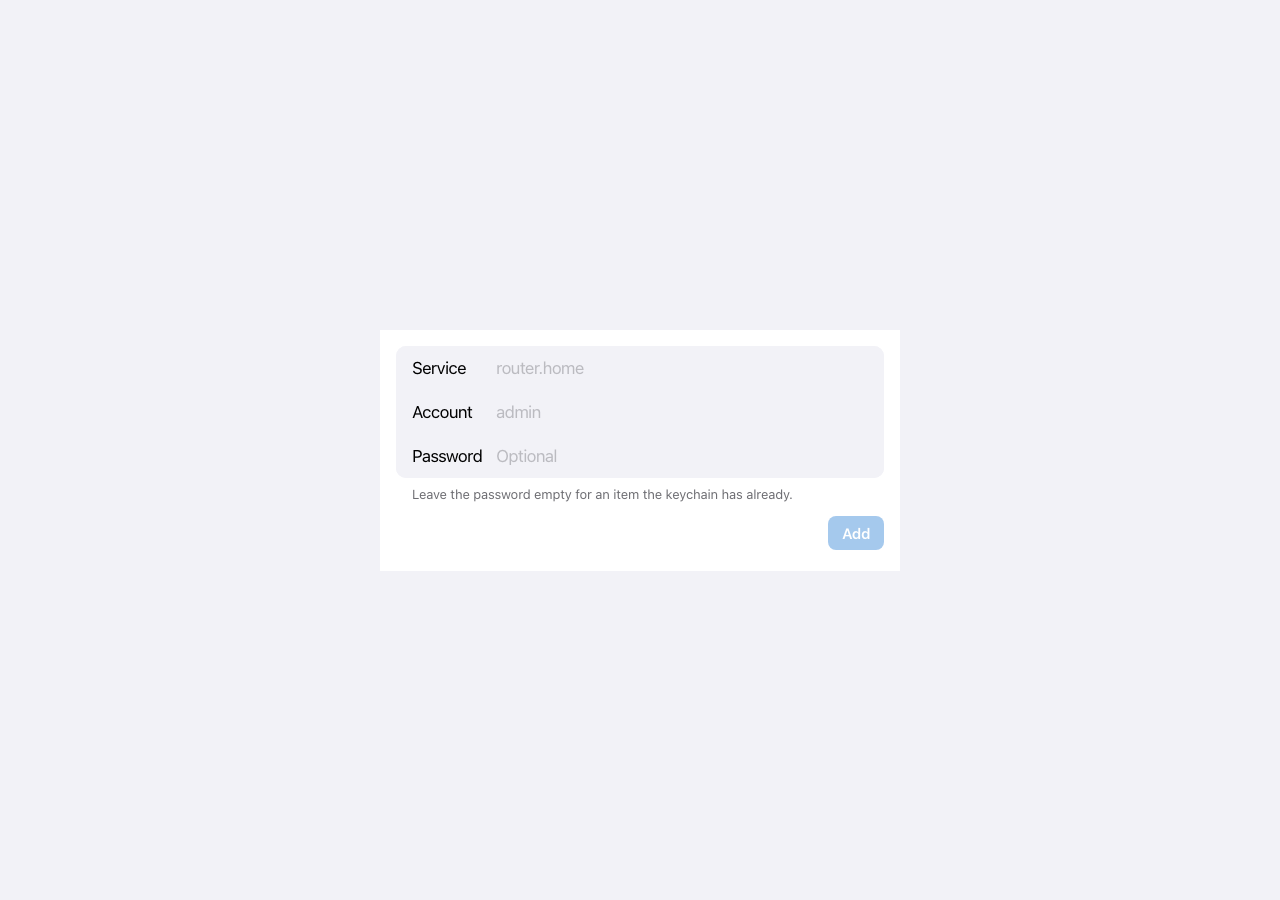 Service router.home
Account admin
Password Optional
Leave the password empty for an item the keychain has already.
Add